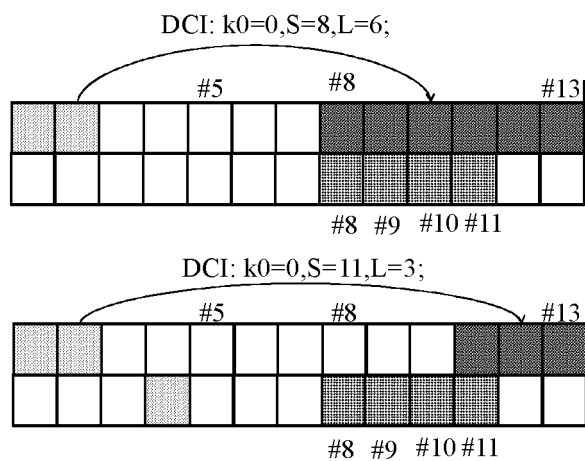 DCI: k0=0,S=8,L=6;
#5 #8 #13
#8 #9 #10 #11
DCI: k0=0,S=11,L=3;
#5 #8 #13
#8 #9 #10 #11